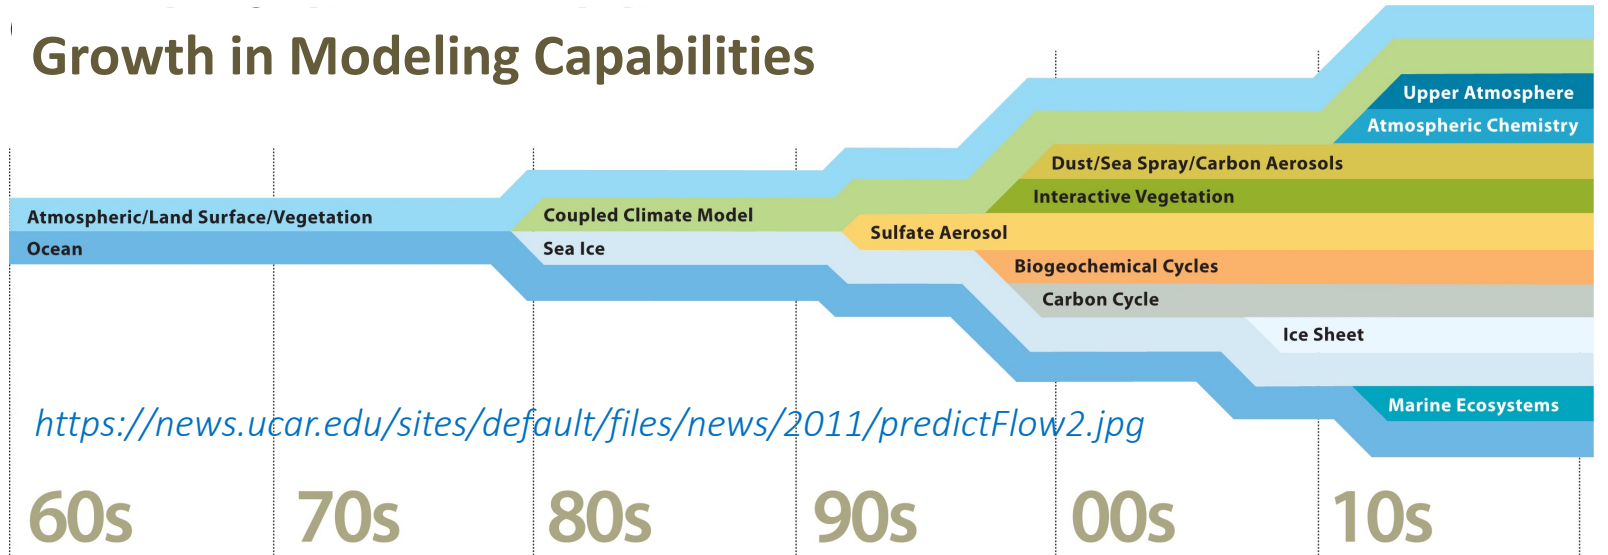 Growth in Modeling Capabilities
Upper Atmosphere
Atmospheric Chemistry
Dust/Sea Spray/Carbon Aerosols
Interactive Vegetation
Atmospheric/Land Surface/Vegetation
Coupled Climate Model
Sulfate Aerosol
Ocean
Sea Ice
Biogeochemical Cycles
Carbon Cycle
Ice Sheet
Marine Ecosystems
https://news.ucar.edu/sites/default/files/news/2011/predictFlow2.jpg
60s 70s 80s 90s 00s 10s